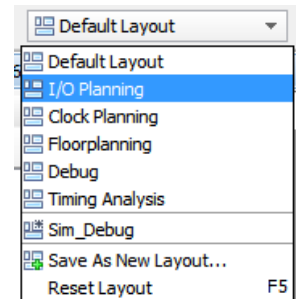 Default Layout
Default Layout
I/O Planning
Clock Planning
Floorplanning
Debug
Timing Analysis
Sim_Debug
Save As New Layout...
Reset Layout F5